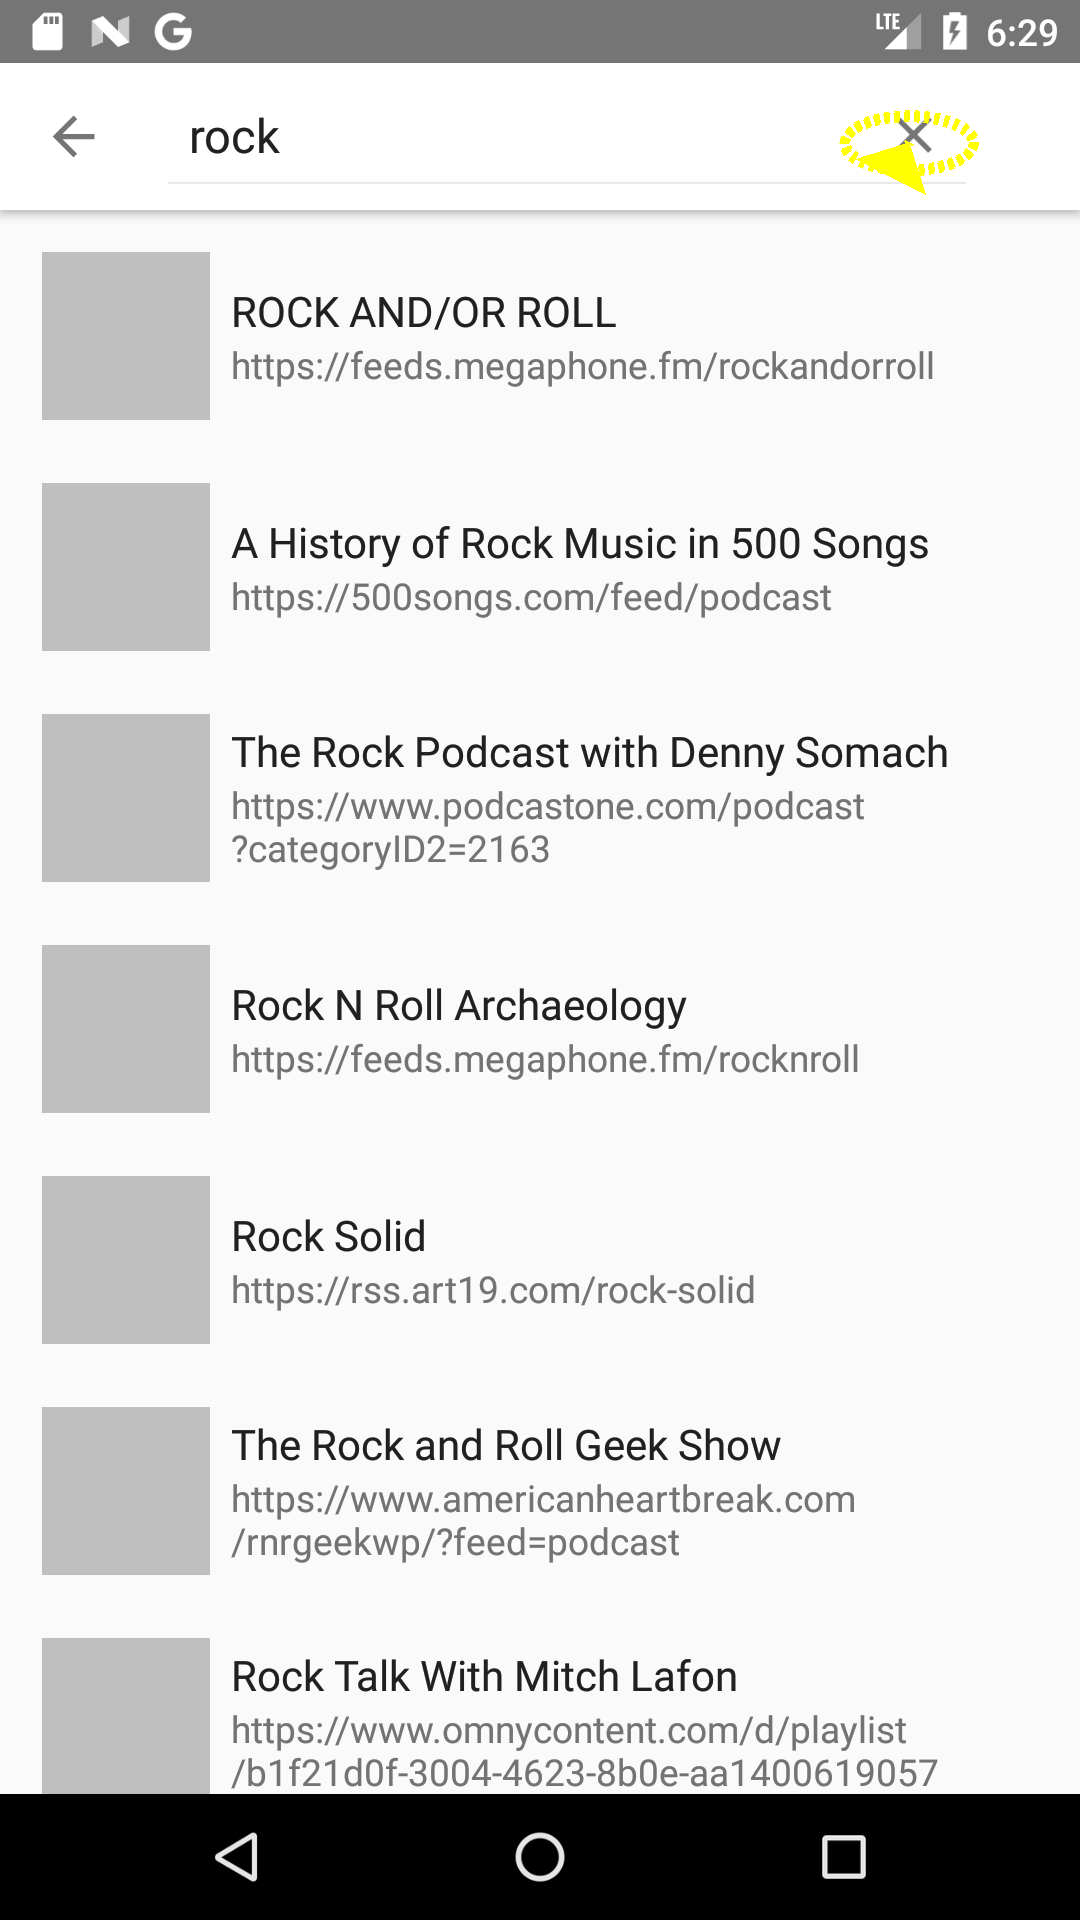 LTE 6:29
rock
ROCK AND/OR ROLL
https://feeds.megaphone.fm/rockandorroll
A History of Rock Music in 500 Songs
https://500songs.com/feed/podcast
The Rock Podcast with Denny Somach
https://www.podcastone.com/podcast
?categoryID2=2163
Rock N Roll Archaeology
https://feeds.megaphone.fm/rocknroll
Rock Solid
https://rss.art19.com/rock-solid
The Rock and Roll Geek Show
https://www.americanheartbreak.com
/rnrgeekwp/?feed=podcast
Rock Talk With Mitch Lafon
https://www.omnycontent.com/d/playlist
/b1f21d0f-3004-4623-8b0e-aa1400619057